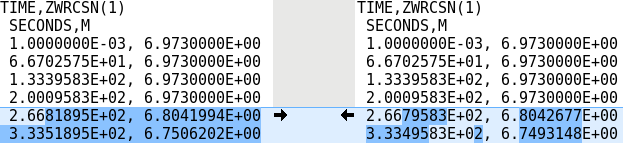 TIME,ZWRCSN(1)
SECONDS,M
1.0000000E-03, 6.9730000E+00
6.6702575E+01, 6.9730000E+00
1.3339583E+02, 6.9730000E+00
2.0009583E+02, 6.9730000E+00
2.6681895E+02, 6.8041994E+00
3.3351895E+02, 6.7506202E+00
TIME,ZWRCSN(1)
SECONDS,M
1.0000000E-03, 6.9730000E+00
6.6702575E+01, 6.9730000E+00
1.3339583E+02, 6.9730000E+00
2.0009583E+02, 6.9730000E+00
2.6679583E+02, 6.8042677E+00
3.3349583E+02, 6.7493148E+00